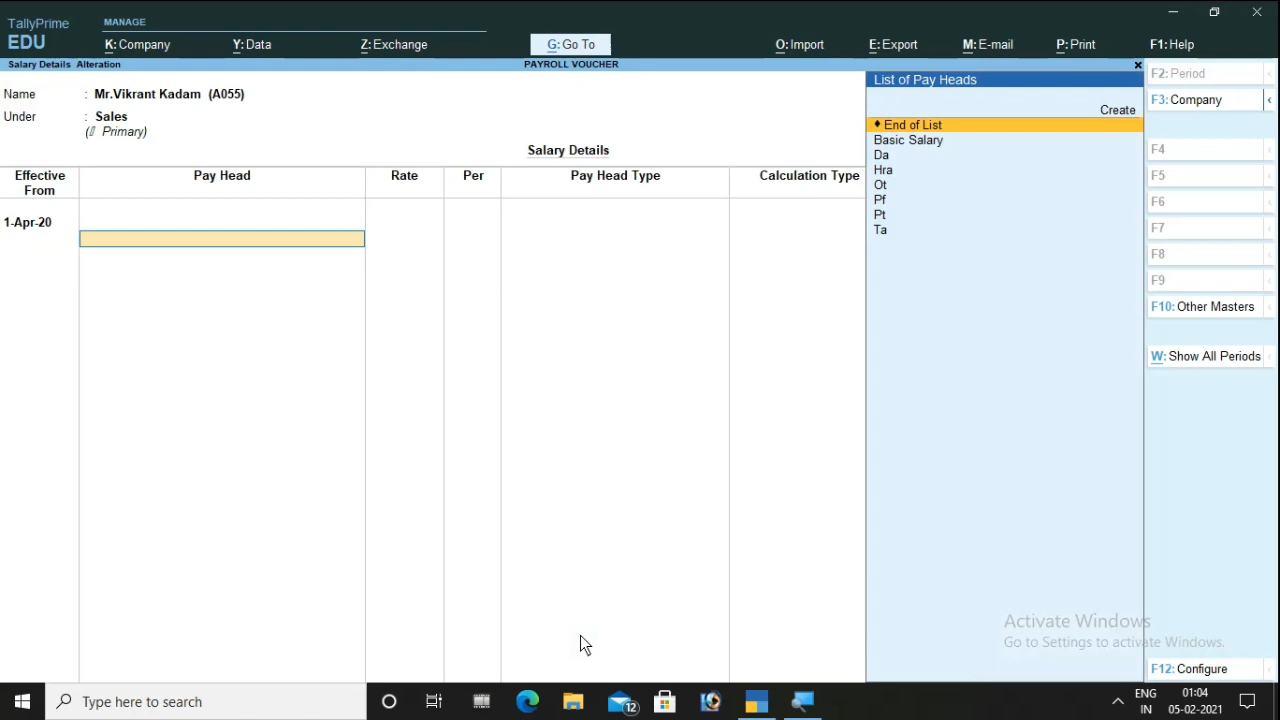 TallyPrime
EDU
MANAGE
K: Company
Y: Data
Z: Exchange
G: Go To
O: Import
E: Export
M: E-mail
P: Print
F1: Help
Salary Details Alteration
PAYROLL VOUCHER
Name : Mr.Vikrant Kadam (A055)
Under : Sales
Primary)
Salary Details
Effective From
Pay Head
Rate
Per
Pay Head Type
Calculation Type
1-Apr-20
List of Pay Heads
Create
♦ End of List
Basic Salary
Da
Hra
Ot
Pf
Pt
Ta
F2: Period
F3: Company
F4
F5
F6
F7
F8
F9
F10: Other Masters
W: Show All Periods
Activate Windows
Go to Settings to activate Windows.
F12: Configure
Type here to search
12
ENG
IN
01:04
05-02-2021